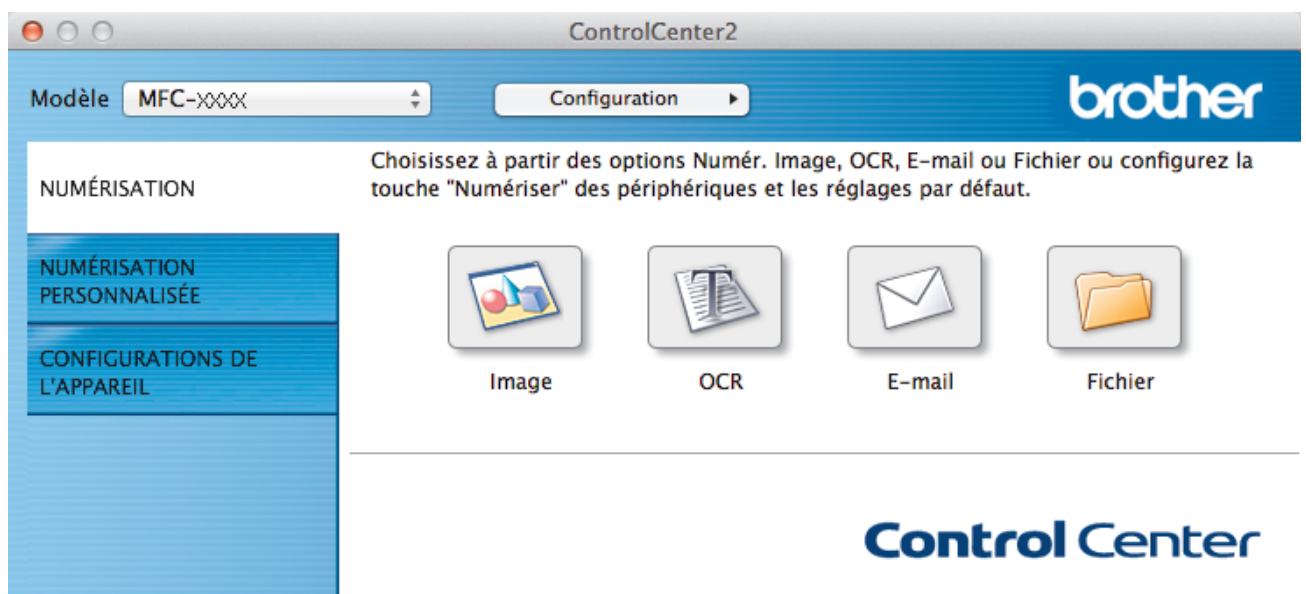 ControlCenter2
Modèle MFC-XXXX Configuration
brother
NUMÉRISATION
NUMÉRISATION
PERSONNALISÉE
CONFIGURATIONS DE
L'APPAREIL
Choisissez à partir des options Numér. Image, OCR, E-mail ou Fichier ou configurez la
touche "Numériser" des périphériques et les réglages par défaut.
Image OCR E-mail Fichier
Control Center